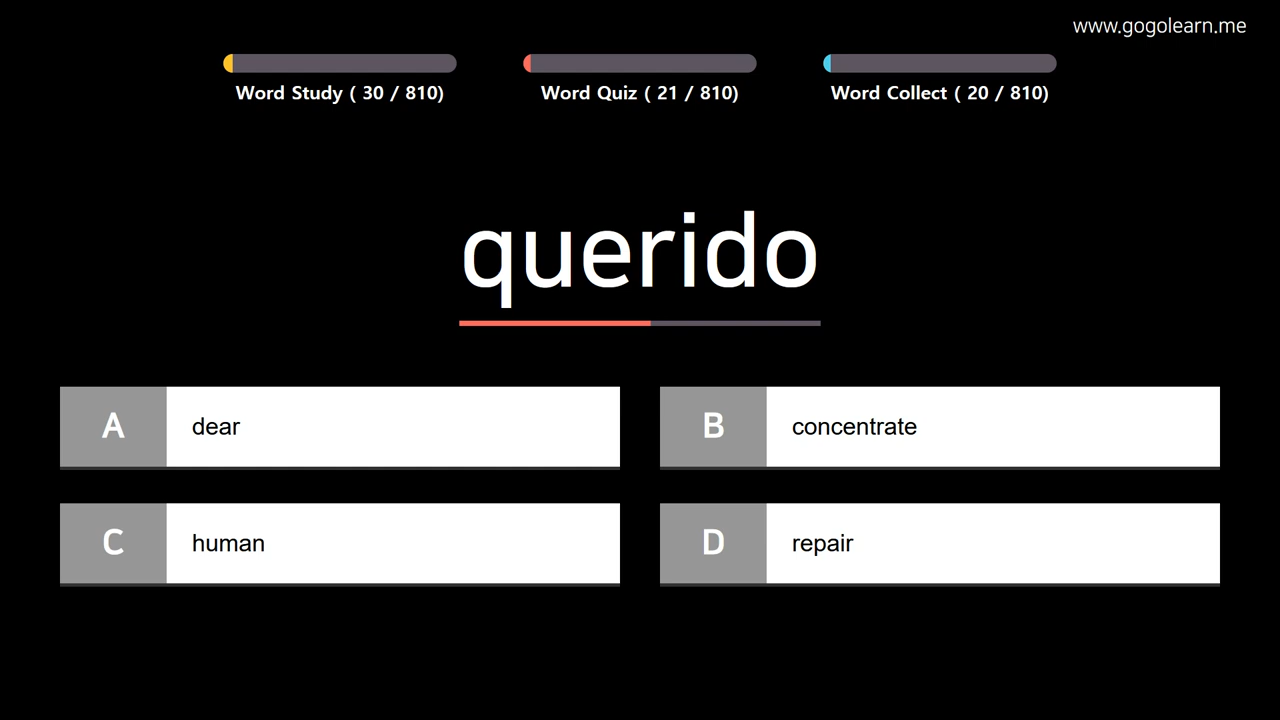 www.gogolearn.me
Word Study ( 30 / 810)
Word Quiz ( 21 / 810)
Word Collect ( 20 / 810)
querido
A dear
B concentrate
C human
D repair